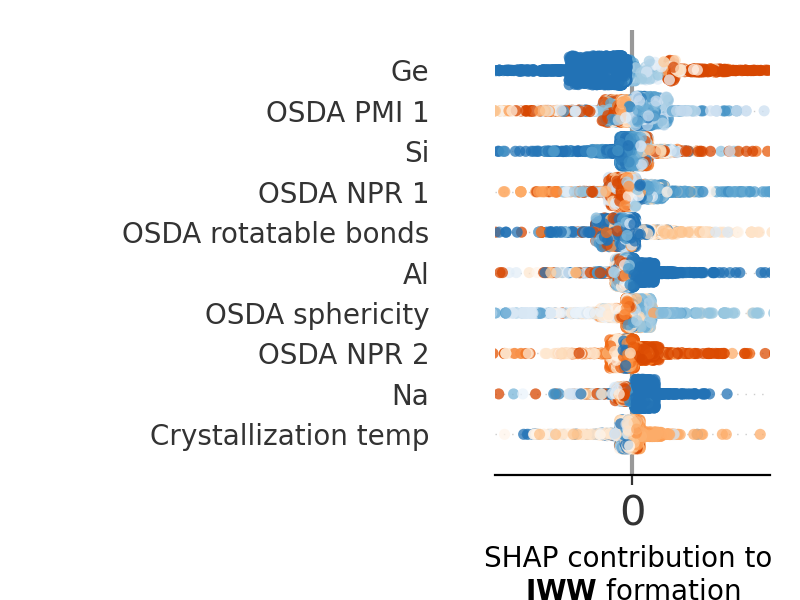 Ge
OSDA PMI 1
Si
OSDA NPR 1
OSDA rotatable bonds
Al
OSDA sphericity
OSDA NPR 2
Na
Crystallization temp
0
SHAP contribution to
IWW formation